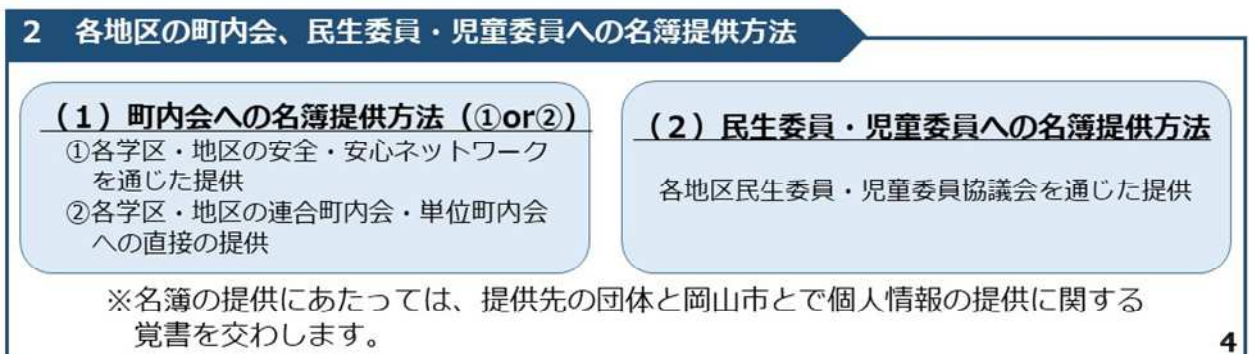 2　各地区の町内会、民生委員・児童委員への名簿提供方法
（１）町内会への名簿提供方法（①or②）
①各学区・地区の安全・安心ネットワーク
を通じた提供
②各学区・地区の連合町内会・単位町内会
への直接の提供
（２）民生委員・児童委員への名簿提供方法
各地区民生委員・児童委員協議会を通じた提供
※名簿の提供にあたっては、提供先の団体と岡山市とで個人情報の提供に関する
覚書を交わします。
4